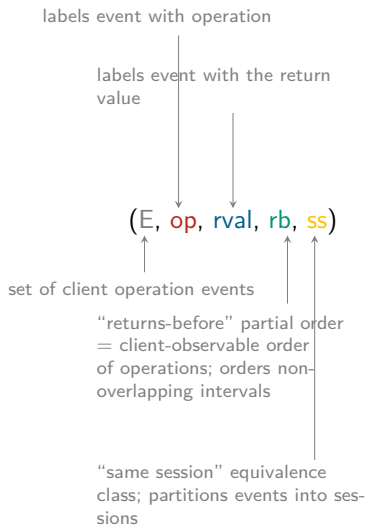 labels event with operation
labels event with the return
value
(E, op, rval, rb, ss)
set of client operation events
“returns-before” partial order
= client-observable order
of operations; orders non-
overlapping intervals
“same session” equivalence
class; partitions events into ses-
sions